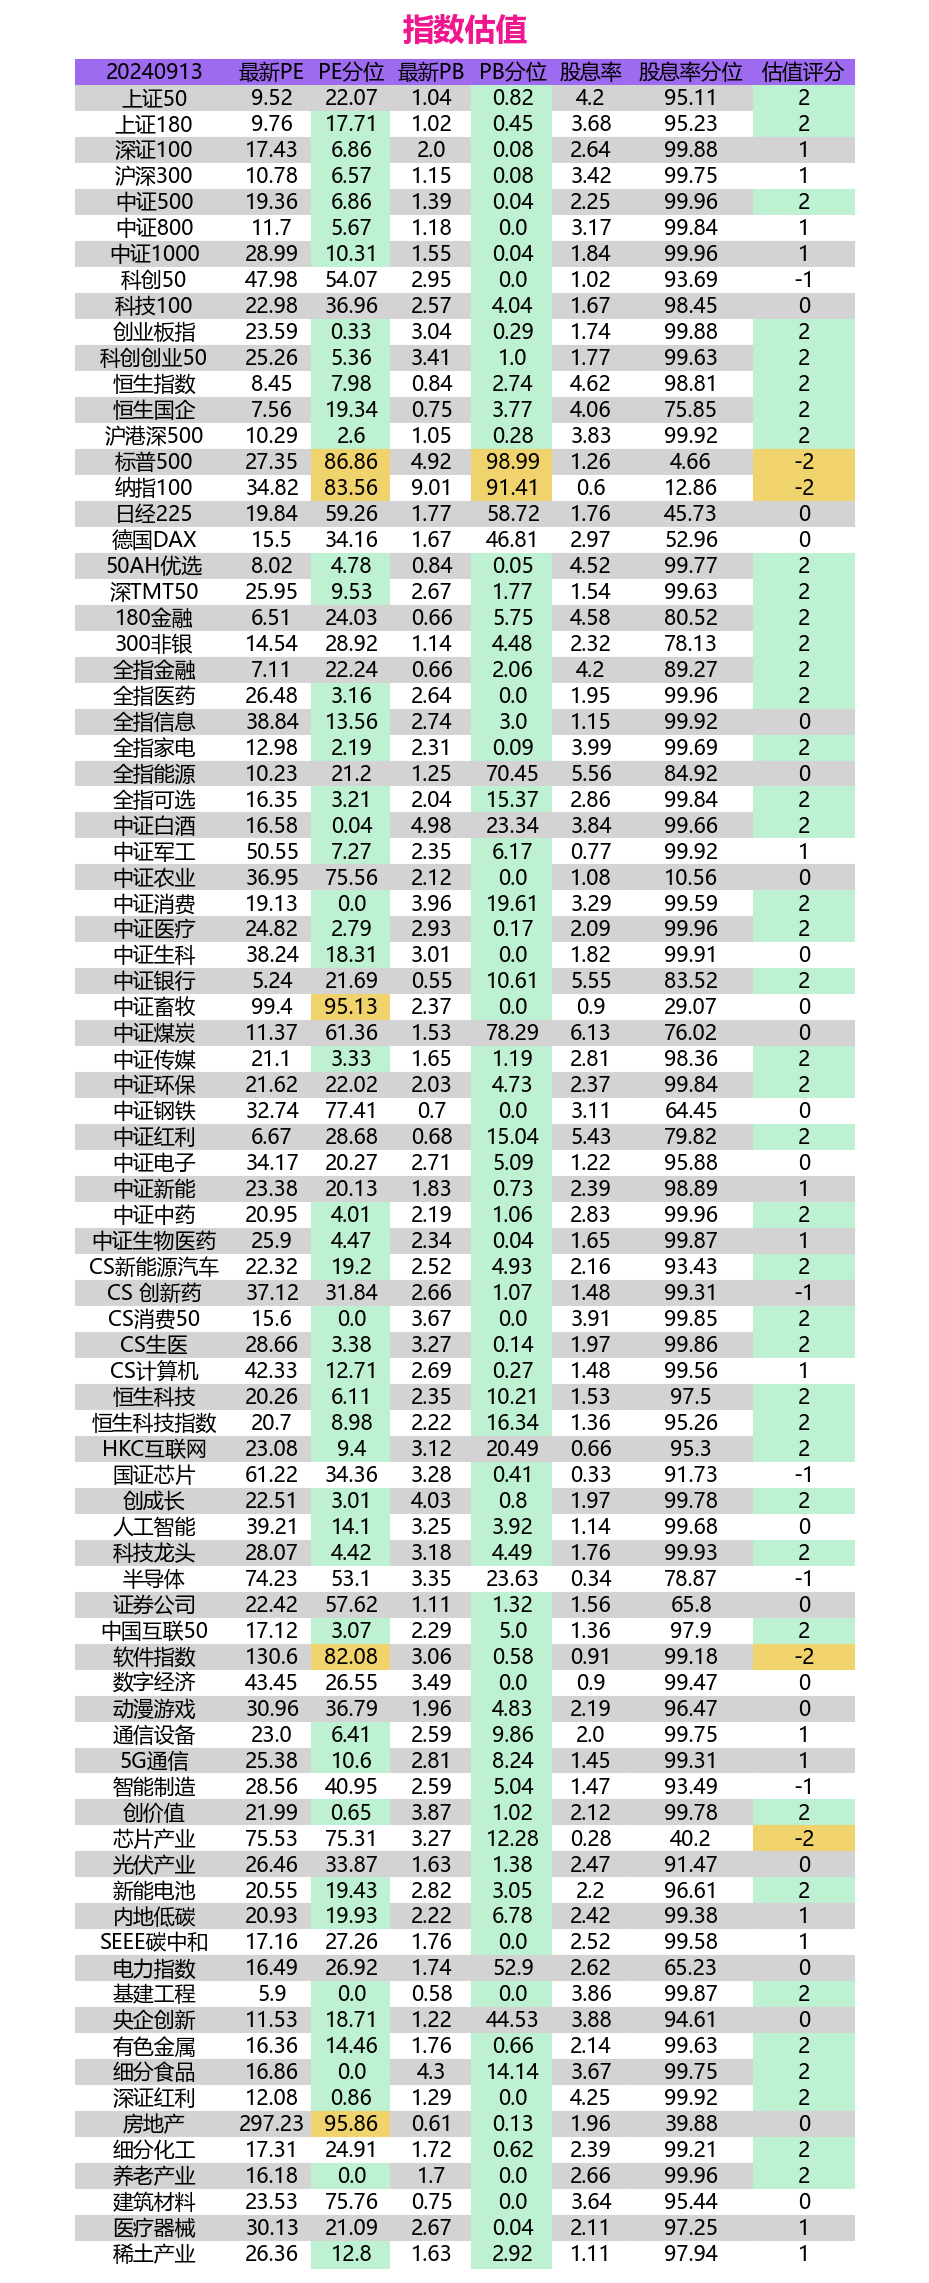 指数估值
20240913 最新PE PE分位 最新PB PB分位 股息率 股息率分位 估值评分
上证50 9.52 22.07 1.04 0.82 4.2 95.11 2
上证180 9.76 17.71 1.02 0.45 3.68 95.23 2
深证100 17.43 6.86 2.0 0.08 2.64 99.88 1
沪深300 10.78 6.57 1.15 0.08 3.42 99.75 1
中证500 19.36 6.86 1.39 0.04 2.25 99.96 2
中证800 11.7 5.67 1.18 0.0 3.17 99.84 1
中证1000 28.99 10.31 1.55 0.04 1.84 99.96 1
科创50 47.98 54.07 2.95 0.0 1.02 93.69 -1
科技100 22.98 36.96 2.57 4.04 1.67 98.45 0
创业板指 23.59 0.33 3.04 0.29 1.74 99.88 2
科创创业50 25.26 5.36 3.41 1.0 1.77 99.63 2
恒生指数 8.45 7.98 0.84 2.74 4.62 98.81 2
恒生国企 7.56 19.34 0.75 3.77 4.06 75.85 2
沪港深500 10.29 2.6 1.05 0.28 3.83 99.92 2
标普500 27.35 86.86 4.92 98.99 1.26 4.66 -2
纳指100 34.82 83.56 9.01 91.41 0.6 12.86 -2
日经225 19.84 59.26 1.77 58.72 1.76 45.73 0
德国DAX 15.5 34.16 1.67 46.81 2.97 52.96 0
50AH优选 8.02 4.78 0.84 0.05 4.52 99.77 2
深TMT50 25.95 9.53 2.67 1.77 1.54 99.63 2
180金融 6.51 24.03 0.66 5.75 4.58 80.52 2
300非银 14.54 28.92 1.14 4.48 2.32 78.13 2
全指金融 7.11 22.24 0.66 2.06 4.2 89.27 2
全指医药 26.48 3.16 2.64 0.0 1.95 99.96 2
全指信息 38.84 13.56 2.74 3.0 1.15 99.92 0
全指家电 12.98 2.19 2.31 0.09 3.99 99.69 2
全指能源 10.23 21.2 1.25 70.45 5.56 84.92 0
全指可选 16.35 3.21 2.04 15.37 2.86 99.84 2
中证白酒 16.58 0.04 4.98 23.34 3.84 99.66 2
中证军工 50.55 7.27 2.35 6.17 0.77 99.92 1
中证农业 36.95 75.56 2.12 0.0 1.08 10.56 0
中证消费 19.13 0.0 3.96 19.61 3.29 99.59 2
中证医疗 24.82 2.79 2.93 0.17 2.09 99.96 2
中证生科 38.24 18.31 3.01 0.0 1.82 99.91 0
中证银行 5.24 21.69 0.55 10.61 5.55 83.52 2
中证畜牧 99.4 95.13 2.37 0.0 0.9 29.07 0
中证煤炭 11.37 61.36 1.53 78.29 6.13 76.02 0
中证传媒 21.1 3.33 1.65 1.19 2.81 98.36 2
中证环保 21.62 22.02 2.03 4.73 2.37 99.84 2
中证钢铁 32.74 77.41 0.7 0.0 3.11 64.45 0
中证红利 6.67 28.68 0.68 15.04 5.43 79.82 2
中证电子 34.17 20.27 2.71 5.09 1.22 95.88 0
中证新能 23.38 20.13 1.83 0.73 2.39 98.89 1
中证中药 20.95 4.01 2.19 1.06 2.83 99.96 2
中证生物医药 25.9 4.47 2.34 0.04 1.65 99.87 1
CS新能源汽车 22.32 19.2 2.52 4.93 2.16 93.43 2
CS 创新药 37.12 31.84 2.66 1.07 1.48 99.31 -1
CS消费50 15.6 0.0 3.67 0.0 3.91 99.85 2
CS生医 28.66 3.38 3.27 0.14 1.97 99.86 2
CS计算机 42.33 12.71 2.69 0.27 1.48 99.56 1
恒生科技 20.26 6.11 2.35 10.21 1.53 97.5 2
恒生科技指数 20.7 8.98 2.22 16.34 1.36 95.26 2
HKC互联网 23.08 9.4 3.12 20.49 0.66 95.3 2
国证芯片 61.22 34.36 3.28 0.41 0.33 91.73 -1
创成长 22.51 3.01 4.03 0.8 1.97 99.78 2
人工智能 39.21 14.1 3.25 3.92 1.14 99.68 0
科技龙头 28.07 4.42 3.18 4.49 1.76 99.93 2
半导体 74.23 53.1 3.35 23.63 0.34 78.87 -1
证券公司 22.42 57.62 1.11 1.32 1.56 65.8 0
中国互联50 17.12 3.07 2.29 5.0 1.36 97.9 2
软件指数 130.6 82.08 3.06 0.58 0.91 99.18 -2
数字经济 43.45 26.55 3.49 0.0 0.9 99.47 0
动漫游戏 30.96 36.79 1.96 4.83 2.19 96.47 0
通信设备 23.0 6.41 2.59 9.86 2.0 99.75 1
5G通信 25.38 10.6 2.81 8.24 1.45 99.31 1
智能制造 28.56 40.95 2.59 5.04 1.47 93.49 -1
创价值 21.99 0.65 3.87 1.02 2.12 99.78 2
芯片产业 75.53 75.31 3.27 12.28 0.28 40.2 -2
光伏产业 26.46 33.87 1.63 1.38 2.47 91.47 0
新能电池 20.55 19.43 2.82 3.05 2.2 96.61 2
内地低碳 20.93 19.93 2.22 6.78 2.42 99.38 1
SEEE碳中和 17.16 27.26 1.76 0.0 2.52 99.58 1
电力指数 16.49 26.92 1.74 52.9 2.62 65.23 0
基建工程 5.9 0.0 0.58 0.0 3.86 99.87 2
央企创新 11.53 18.71 1.22 44.53 3.88 94.61 0
有色金属 16.36 14.46 1.76 0.66 2.14 99.63 2
细分食品 16.86 0.0 4.3 14.14 3.67 99.75 2
深证红利 12.08 0.86 1.29 0.0 4.25 99.92 2
房地产 297.23 95.86 0.61 0.13 1.96 39.88 0
细分化工 17.31 24.91 1.72 0.62 2.39 99.21 2
养老产业 16.18 0.0 1.7 0.0 2.66 99.96 2
建筑材料 23.53 75.76 0.75 0.0 3.64 95.44 0
医疗器械 30.13 21.09 2.67 0.04 2.11 97.25 1
稀土产业 26.36 12.8 1.63 2.92 1.11 97.94 1